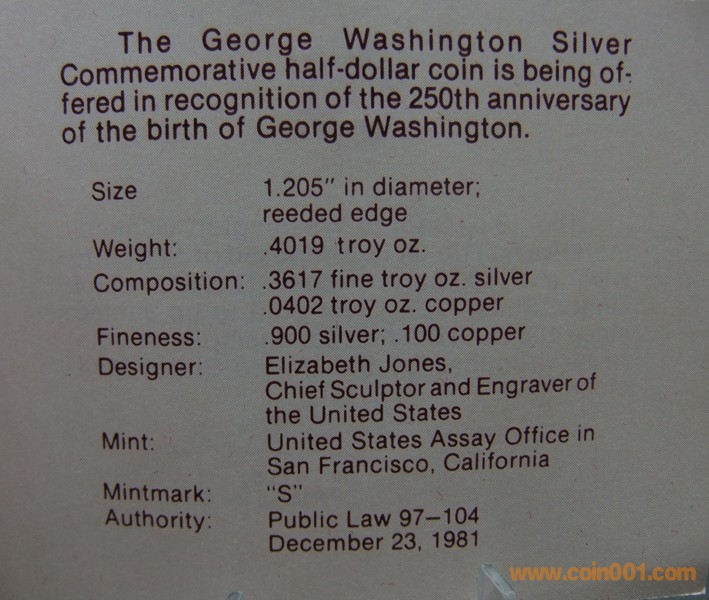 The George Washington Silver
Commemorative half-dollar coin is being of-
fered in recognition of the 250th anniversary
of the birth of George Washington.
Size 1.205" in diameter;
reeded edge
Weight: .4019 troy oz.
Composition: .3617 fine troy oz. silver
.0402 troy oz. copper
Fineness: .900 silver; .100 copper
Designer: Elizabeth Jones,
Chief Sculptor and Engraver of
the United States
Mint: United States Assay Office in
San Francisco, California
Mintmark: "S"
Authority: Public Law 97–104
December 23, 1981
www.coin001.com